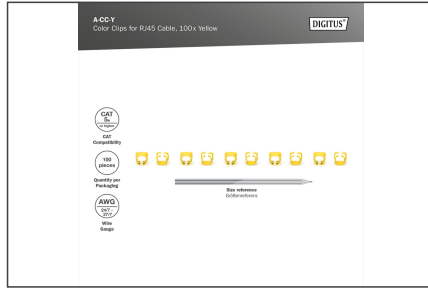 A-CC-Y
Color Clips for RJ45 Cable, 100x Yellow
DIGITUS®
CAT
5e
or higher
CAT
Compatibility
100
pieces
Quantity per
Packaging
AWG
24/7 -
27/7
Wire
Gauge
Size reference
Größenreferenz